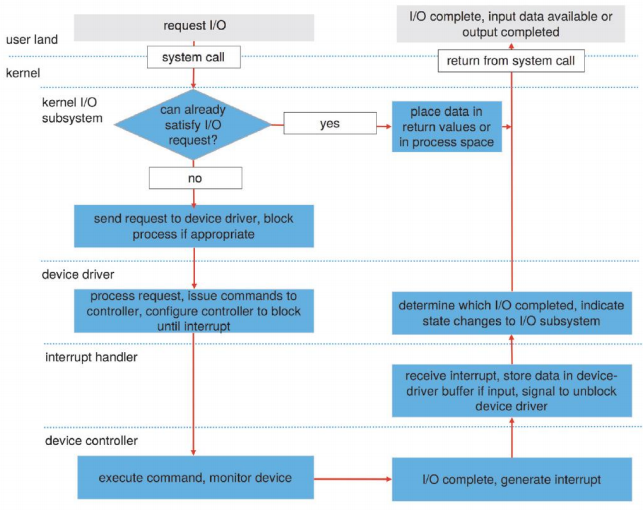 request I/O
I/O complete, input data available or
output completed
user land
system call
return from system call
kernel
kernel I/O
subsystem
can already
satisfy I/O
request?
yes
place data in
return values or
in process space
no
send request to device driver, block
process if appropriate
device driver
process request, issue commands to
controller, configure controller to block
until interrupt
determine which I/O completed, indicate
state changes to I/O subsystem
interrupt handler
receive interrupt, store data in device-
driver buffer if input, signal to unblock
device driver
device controller
execute command, monitor device
I/O complete, generate interrupt